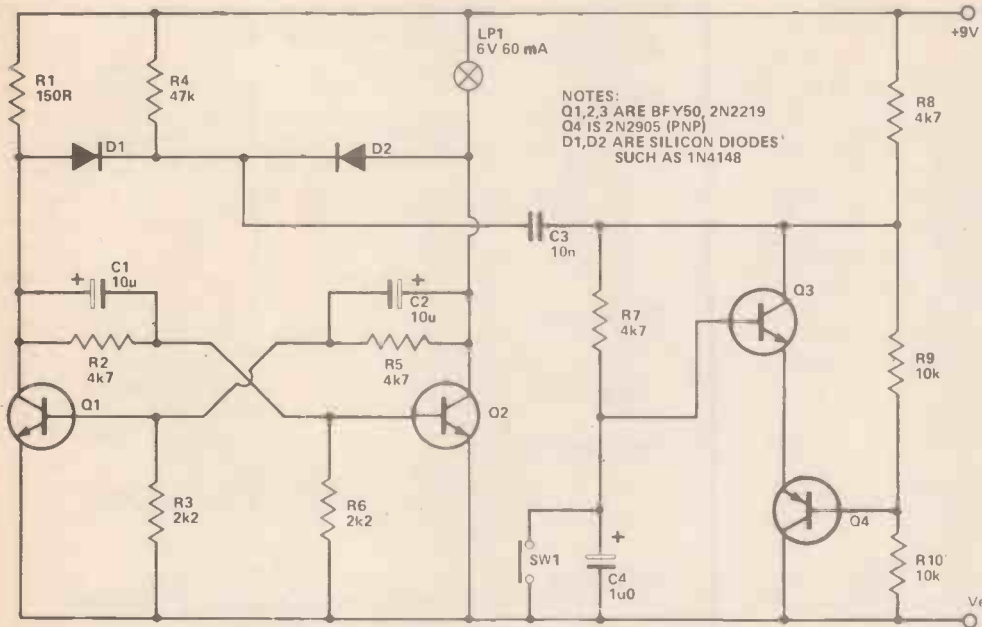 LP1
6V 60 mA
+9V
R1
150R
R4
47k
R8
4k7
NOTES:
Q1,2,3 ARE BFY50, 2N2219
Q4 IS 2N2905 (PNP)
D1,D2 ARE SILICON DIODES
SUCH AS 1N4148
D1
D2
C3
10n
+
C1
10u
+
C2
10u
Q3
R7
4k7
R2
4k7
R5
4k7
R9
10k
Q1
Q2
R3
2k2
R6
2k2
Q4
SW1
+
C4
1u0
R10
10k